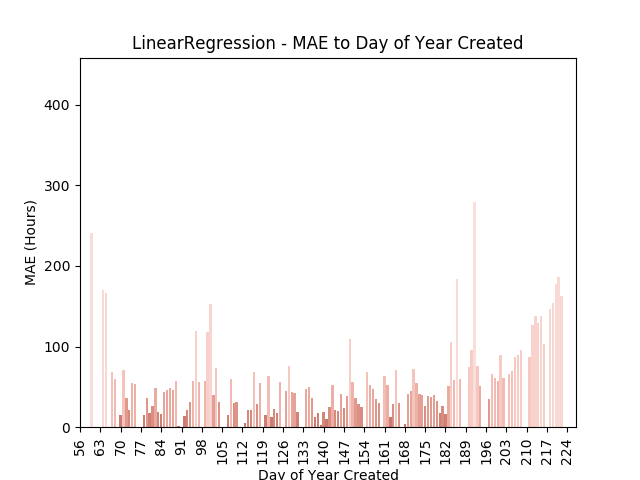 LinearRegression - MAE to Day of Year Created
400
300
200
100
0
MAE (Hours)
56 63 70 77 84 91 98 105 112 119 126 133 140 147 154 161 168 175 182 189 196 203 210 217 224
Day of Year Created